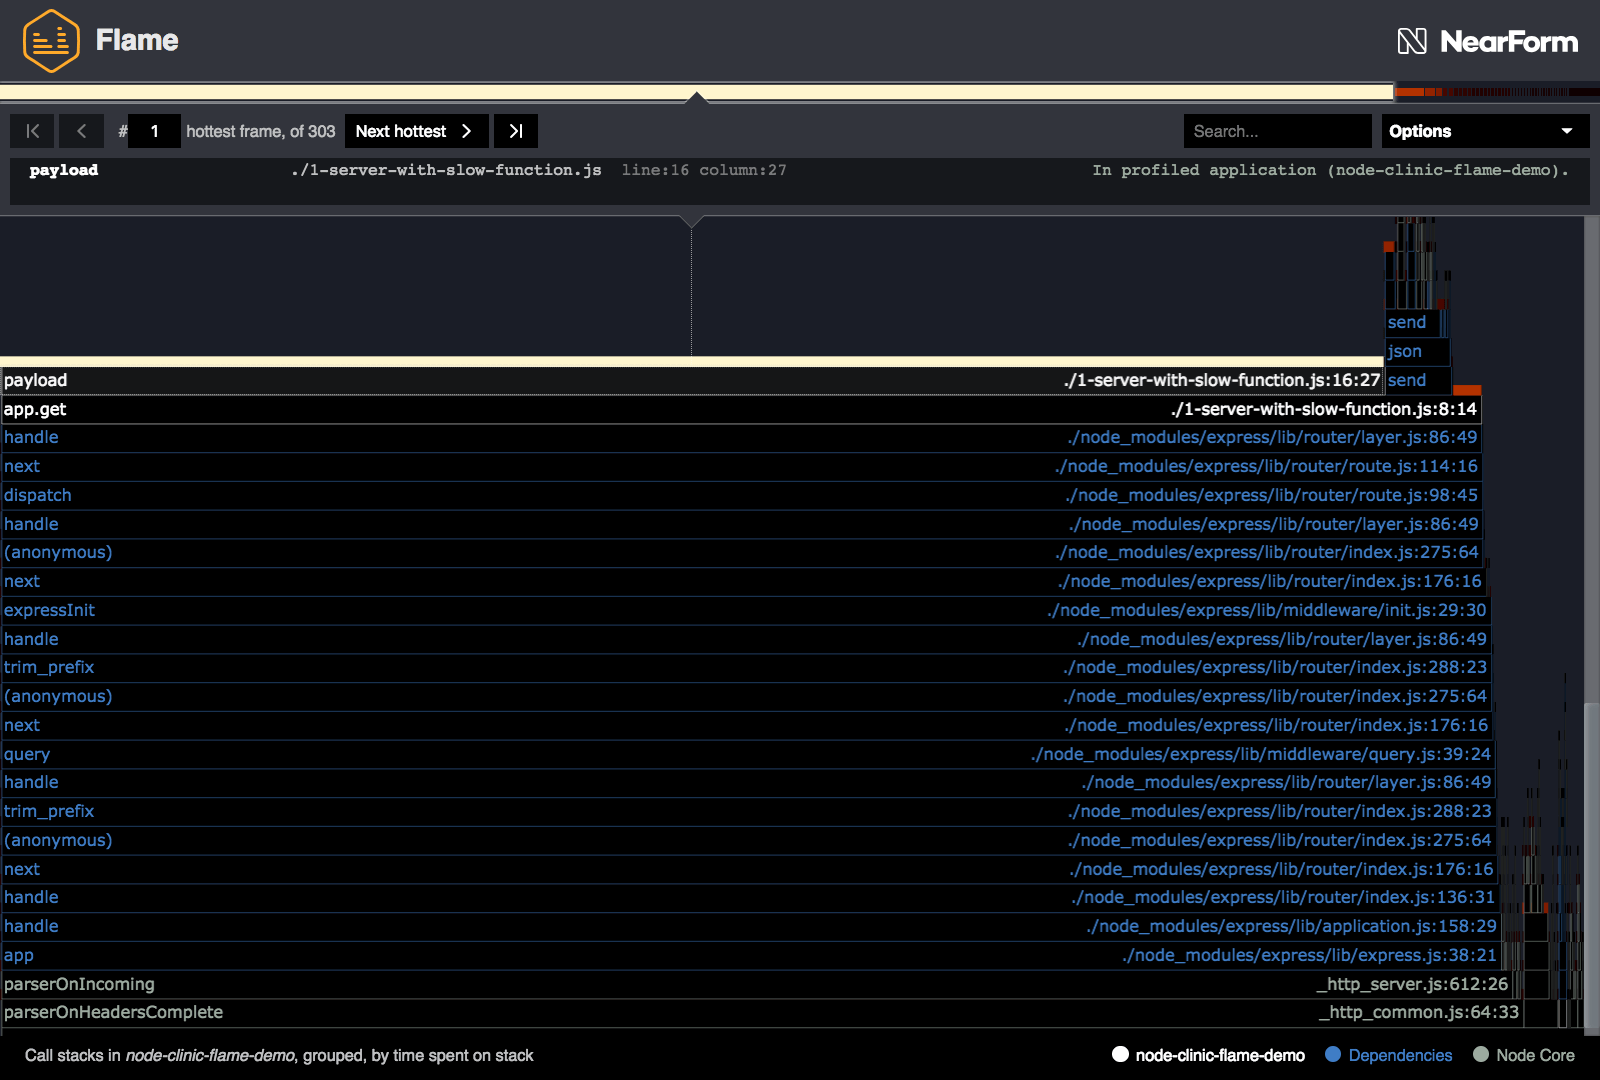 Flame
NearForm
# 1 hottest frame, of 303 Next hottest Search... Options
payload ./1-server-with-slow-function.js line:16 column:27 In profiled application (node-clinic-flame-demo).
send
json
payload ./1-server-with-slow-function.js:16:27 send
app.get ./1-server-with-slow-function.js:8:14
handle ./node_modules/express/lib/router/layer.js:86:49
next ./node_modules/express/lib/router/route.js:114:16
dispatch ./node_modules/express/lib/router/route.js:98:45
handle ./node_modules/express/lib/router/layer.js:86:49
(anonymous) ./node_modules/express/lib/router/index.js:275:64
next ./node_modules/express/lib/router/index.js:176:16
expressInit ./node_modules/express/lib/middleware/init.js:29:30
handle ./node_modules/express/lib/router/layer.js:86:49
trim_prefix ./node_modules/express/lib/router/index.js:288:23
(anonymous) ./node_modules/express/lib/router/index.js:275:64
next ./node_modules/express/lib/router/index.js:176:16
query ./node_modules/express/lib/middleware/query.js:39:24
handle ./node_modules/express/lib/router/layer.js:86:49
trim_prefix ./node_modules/express/lib/router/index.js:288:23
(anonymous) ./node_modules/express/lib/router/index.js:275:64
next ./node_modules/express/lib/router/index.js:176:16
handle ./node_modules/express/lib/router/index.js:136:31
handle ./node_modules/express/lib/application.js:158:29
app ./node_modules/express/lib/express.js:38:21
parserOnIncoming _http_server.js:612:26
parserOnHeadersComplete _http_common.js:64:33
Call stacks in node-clinic-flame-demo, grouped, by time spent on stack node-clinic-flame-demo Dependencies Node Core